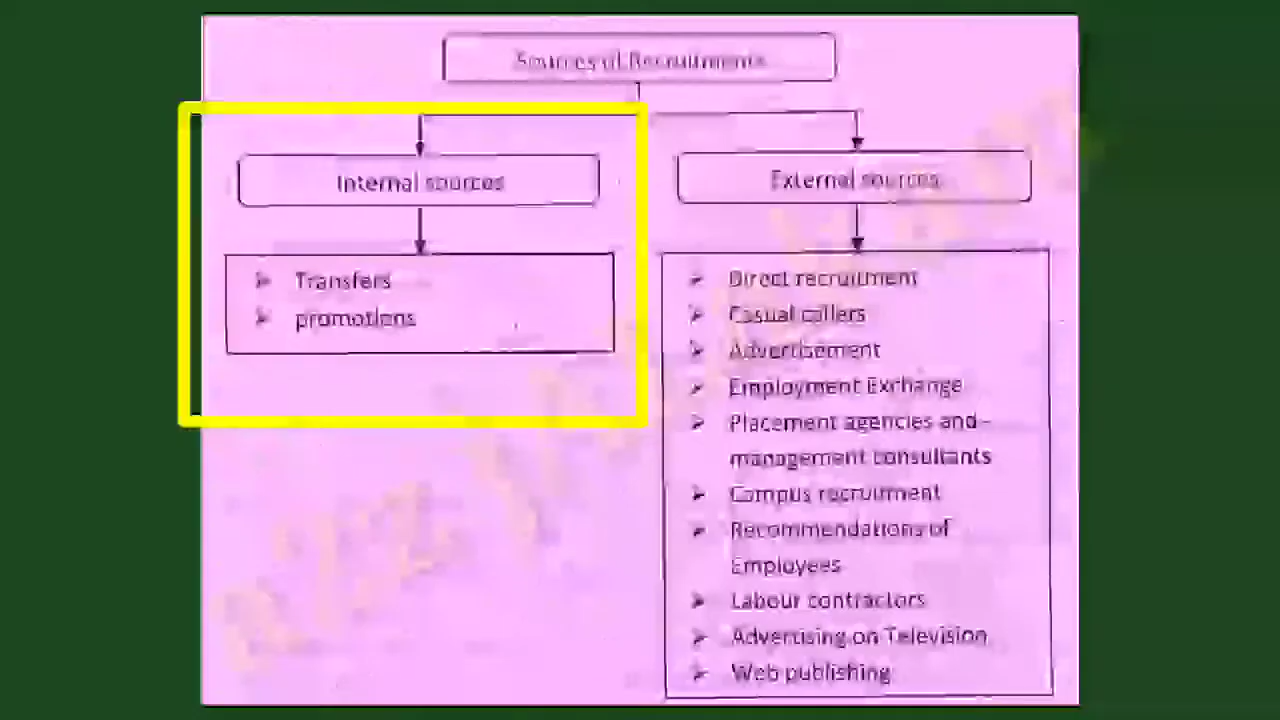 Sources of Recruitments
Internal sources
Transfers
promotions
External sources
Direct recruitment
Casual callers
Advertisement
Employment Exchange
Placement agencies and
management consultants
Campus recruitment
Recommendations of
Employees
Labour contractors
Advertising on Television
Web publishing